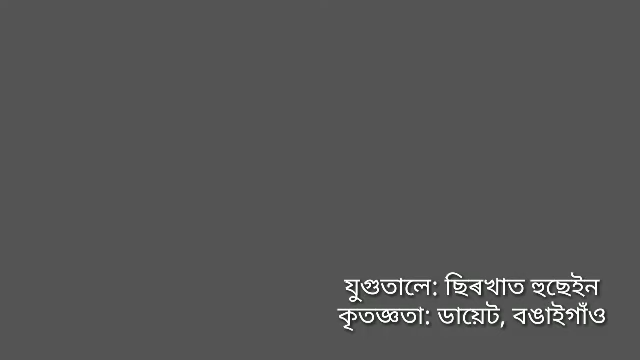 যুগুতালে: ছিৰখাত হুছেইন
কৃতজ্ঞতা: ডায়েট, বঙাইগাঁও